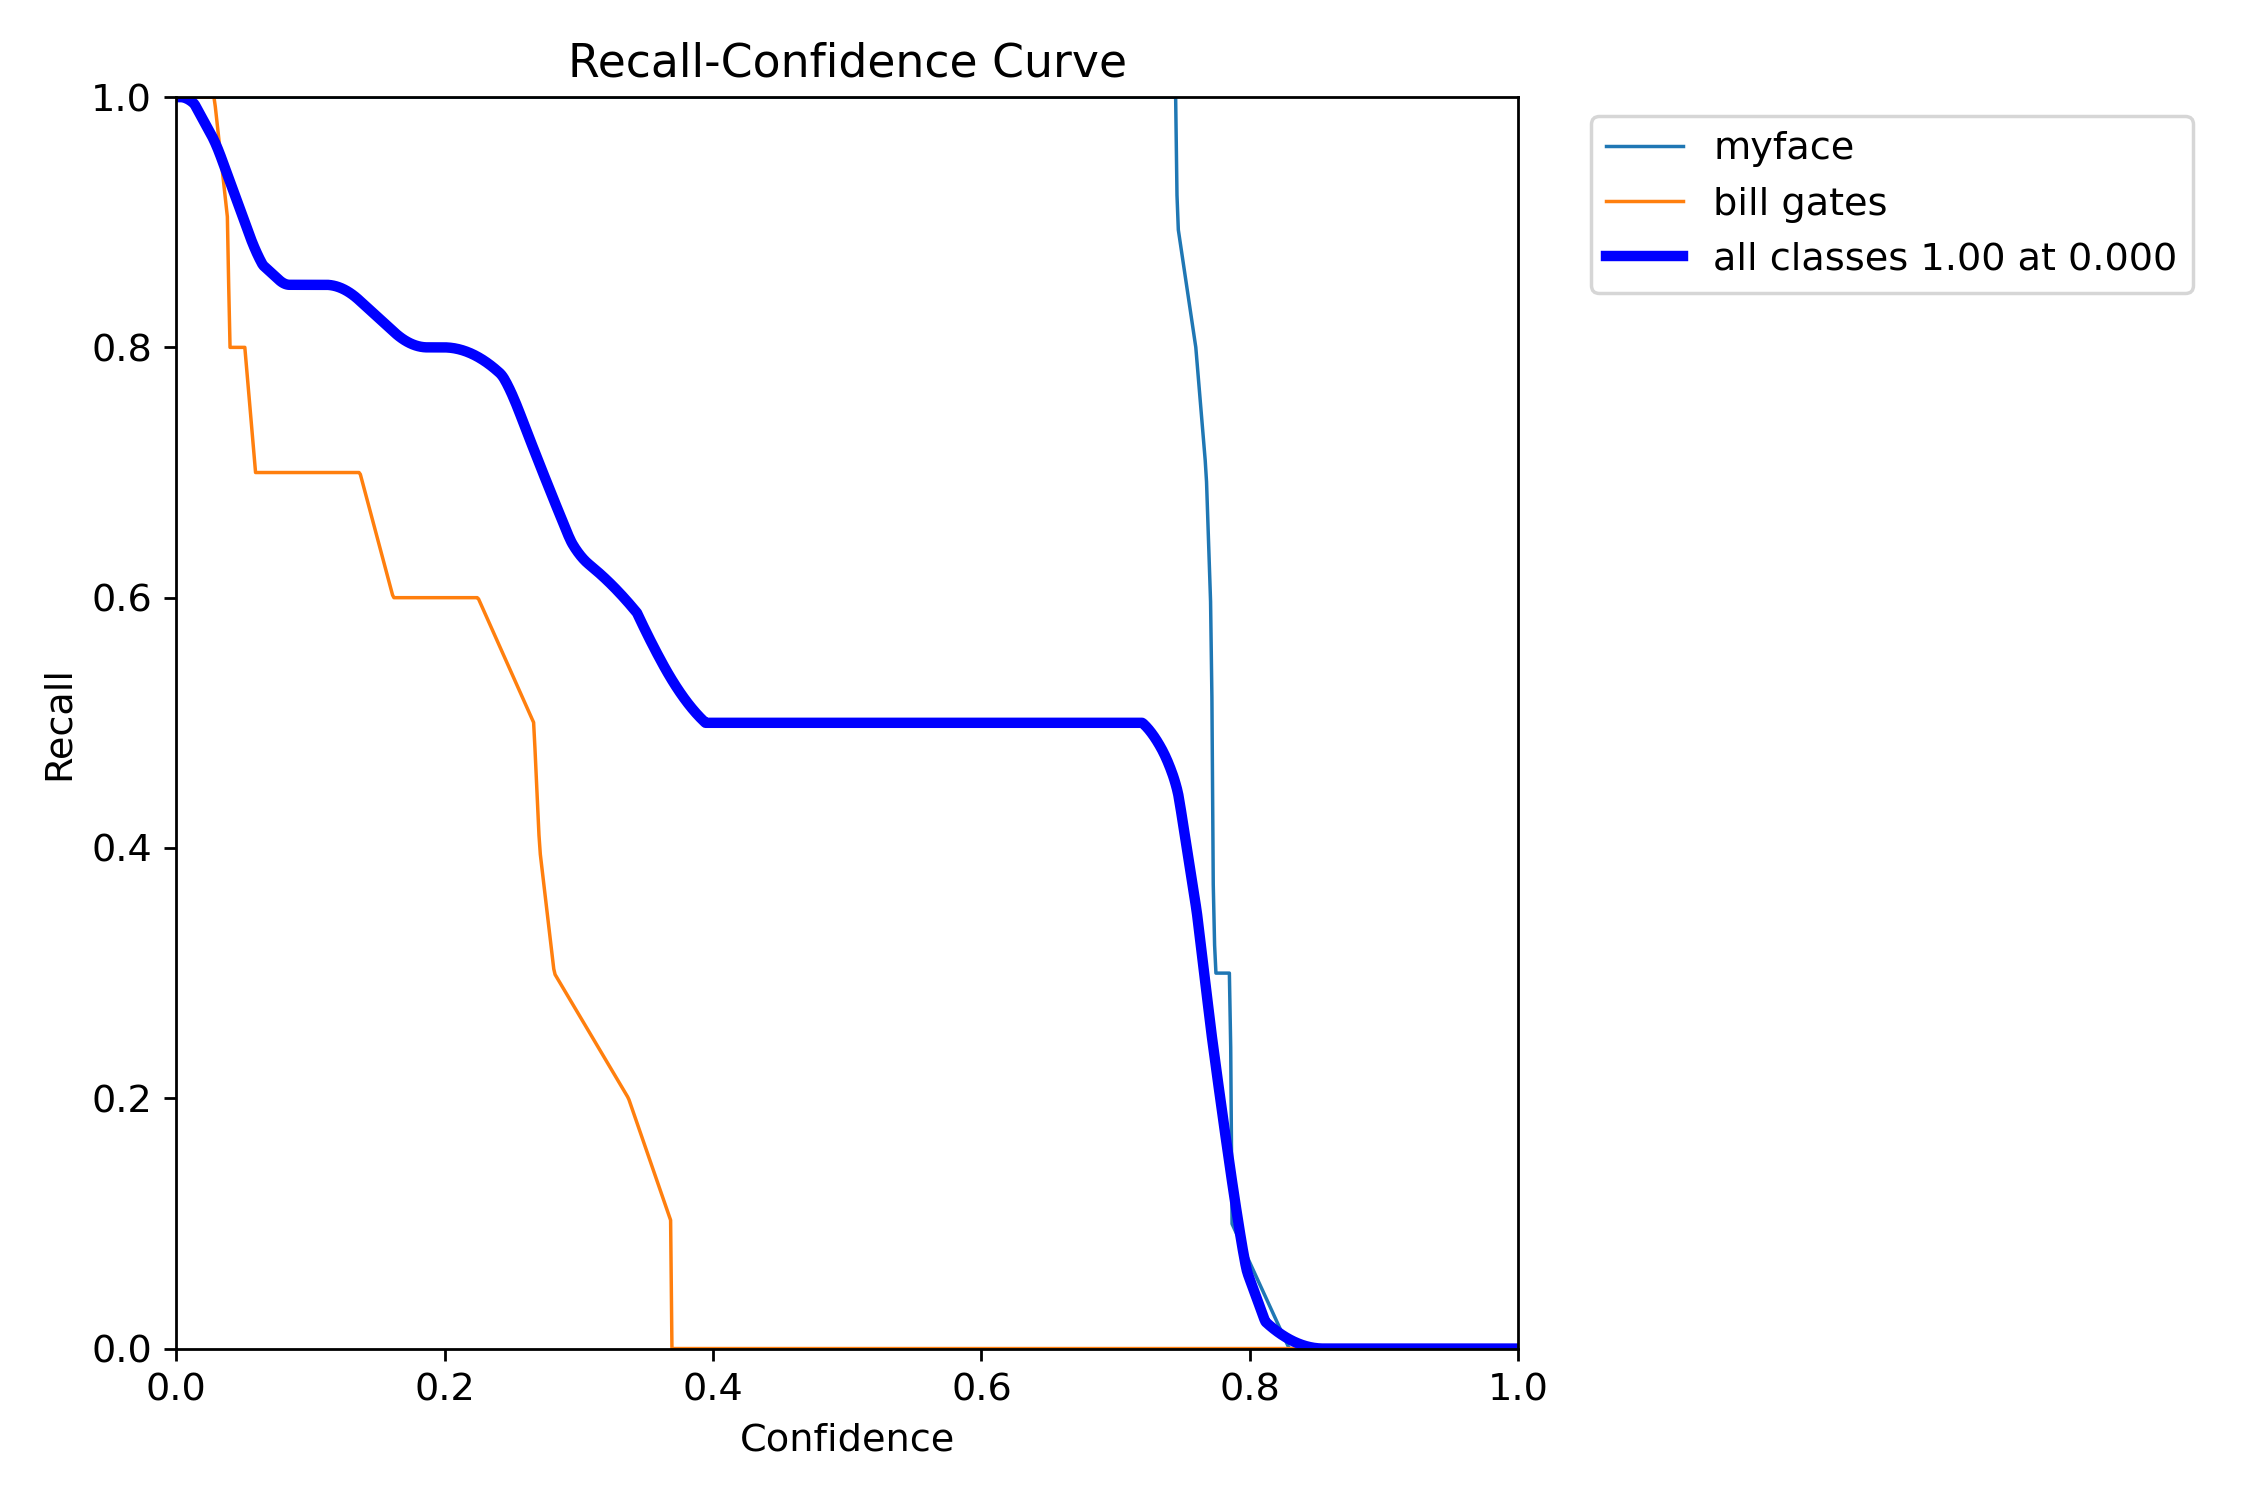 Recall-Confidence Curve
1.0
0.8
0.6
0.4
0.2
0.0
Recall
0.0 0.2 0.4 0.6 0.8 1.0
Confidence
myface
bill gates
all classes 1.00 at 0.000